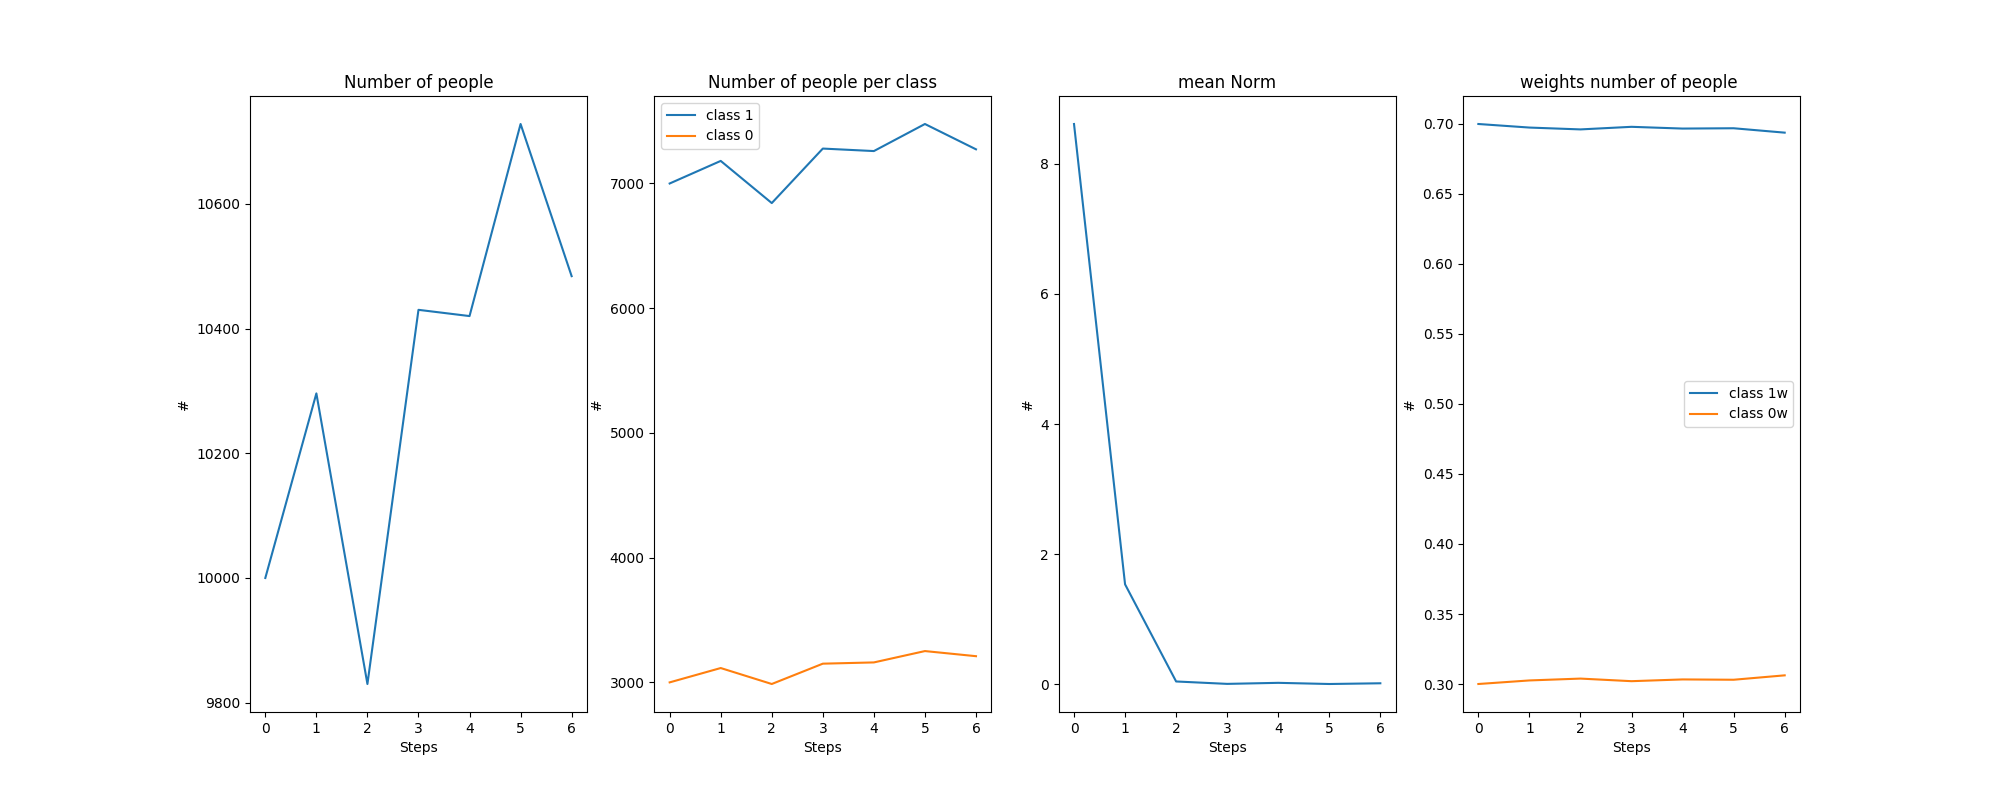 Number of people
10600
10400
10200
10000
9800
#
0 1 2 3 4 5 6
Steps
Number of people per class
class 1
class 0
7000
6000
5000
4000
3000
#
0 1 2 3 4 5 6
Steps
mean Norm
8
6
4
2
0
#
0 1 2 3 4 5 6
Steps
weights number of people
0.70
0.65
0.60
0.55
0.50
0.45
0.40
0.35
0.30
#
class 1w
class 0w
0 1 2 3 4 5 6
Steps